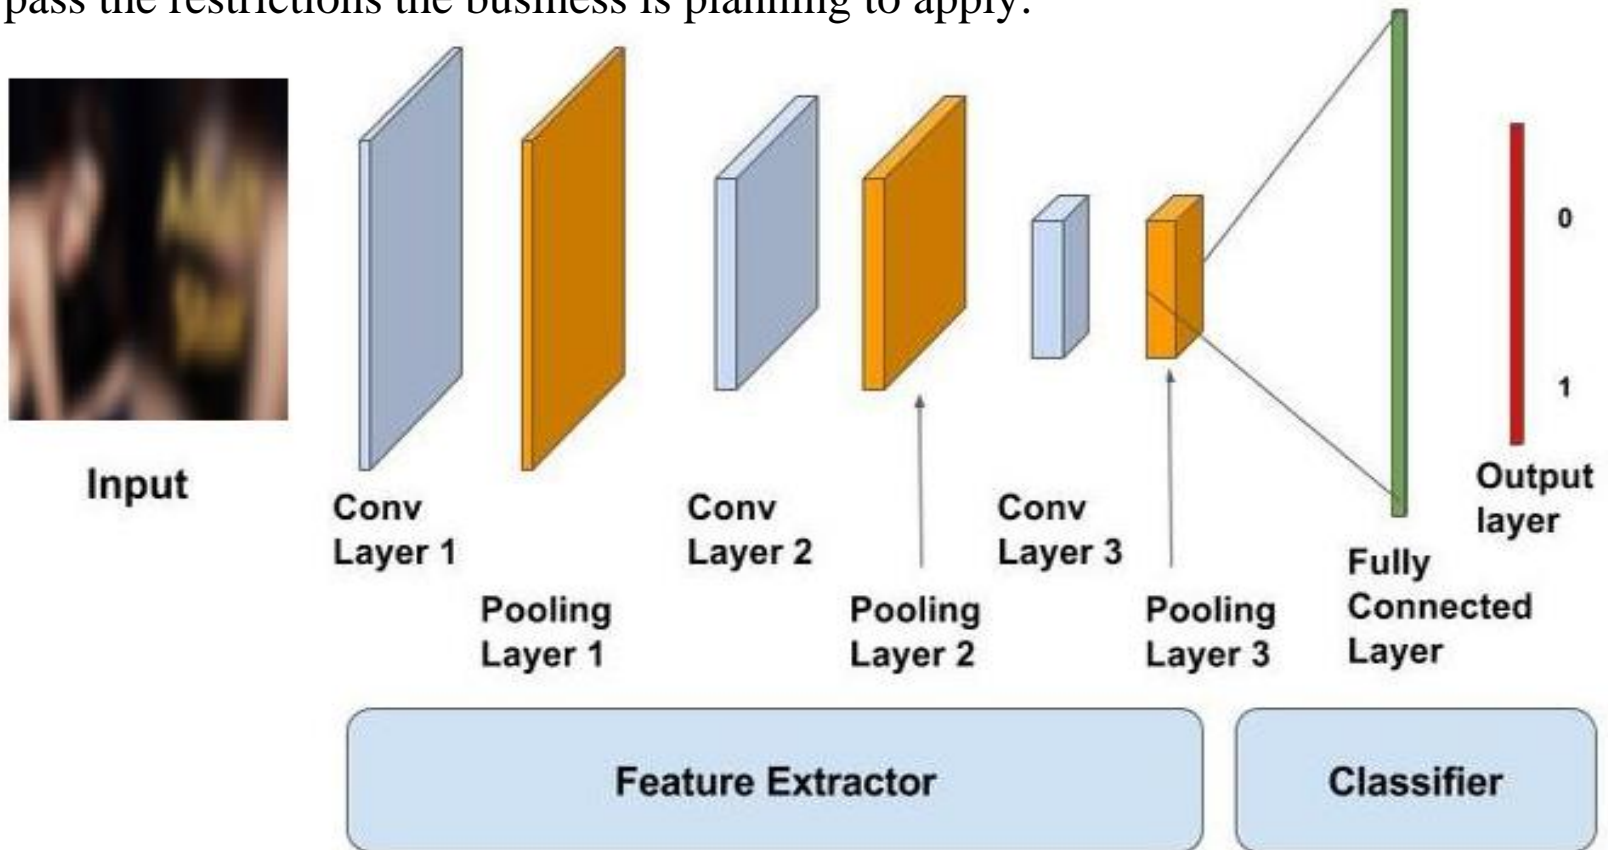 pass the restrictions the business is planning to apply.
0
1
Input
Output
layer
Conv
Layer 1
Conv
Layer 2
Conv
Layer 3
Fully
Connected
Layer
Pooling
Layer 1
Pooling
Layer 2
Pooling
Layer 3
Feature Extractor
Classifier